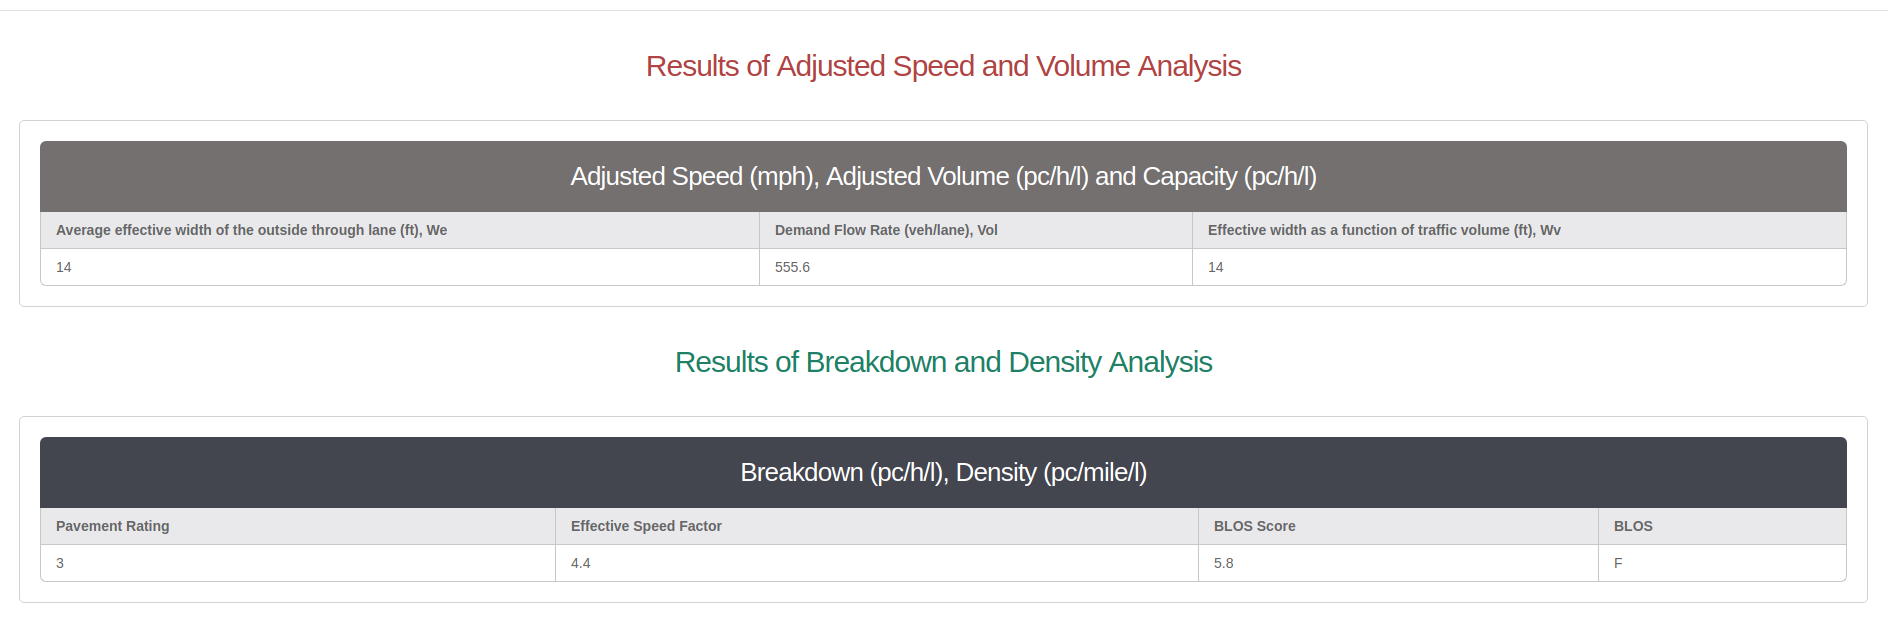 Results of Adjusted Speed and Volume Analysis
Adjusted Speed (mph), Adjusted Volume (pc/h/l) and Capacity (pc/h/l)
Average effective width of the outside through lane (ft), We Demand Flow Rate (veh/lane), Vol Effective width as a function of traffic volume (ft), Wv
14 555.6 14
Results of Breakdown and Density Analysis
Breakdown (pc/h/l), Density (pc/mile/l)
Pavement Rating Effective Speed Factor BLOS Score BLOS
3 4.4 5.8 F